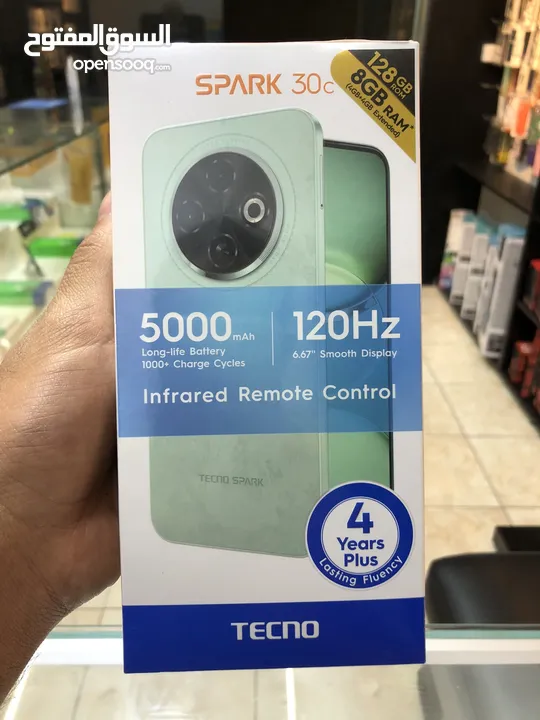 السوق المفتوح
opensooq.com
SPARK 30C
128GB
ROM
8GB RAM*
(4GB+4GB Extended)
5000mAh
Long-life Battery
1000+ Charge Cycles
120Hz
6.67" Smooth Display
Infrared Remote Control
TECNO SPARK
4
Years
Plus
Lasting Fluency
TECNO